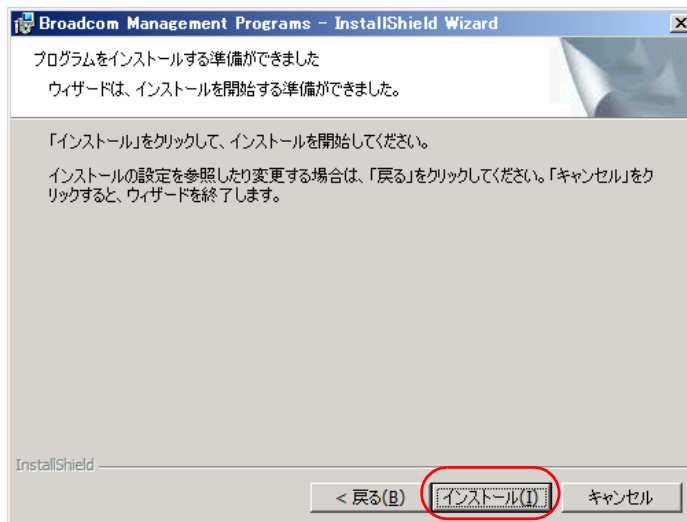 Broadcom Management Programs - InstallShield Wizard
プログラムをインストールする準備ができました
ウィザードは、インストールを開始する準備ができました。
「インストール」をクリックして、インストールを開始してください。
インストールの設定を参照したり変更する場合は、「戻る」をクリックしてください。「キャンセル」をク
リックすると、ウィザードを終了します。
InstallShield
< 戻る(B) インストール(I) キャンセル